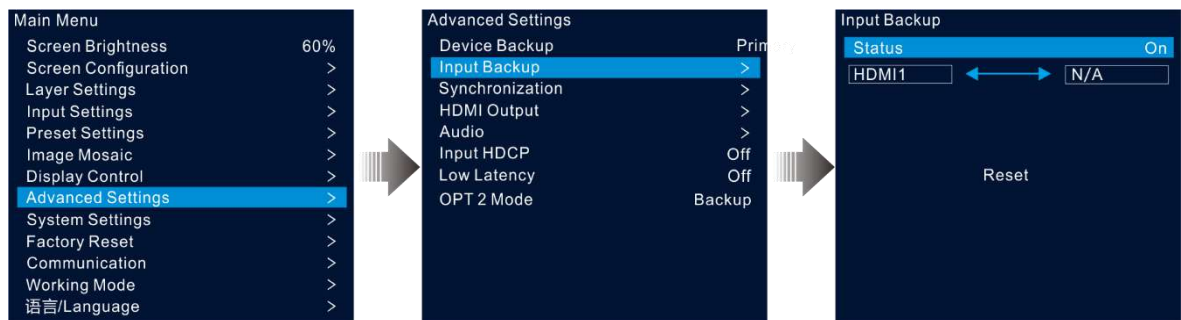 Main Menu
Screen Brightness 60%
Screen Configuration >
Layer Settings >
Input Settings >
Preset Settings >
Image Mosaic >
Display Control >
Advanced Settings >
System Settings >
Factory Reset >
Communication >
Working Mode >
语言/Language >
Advanced Settings
Device Backup Primary
Input Backup >
Synchronization >
HDMI Output >
Audio >
Input HDCP Off
Low Latency Off
OPT 2 Mode Backup
Input Backup
Status On
HDMI1 N/A
Reset